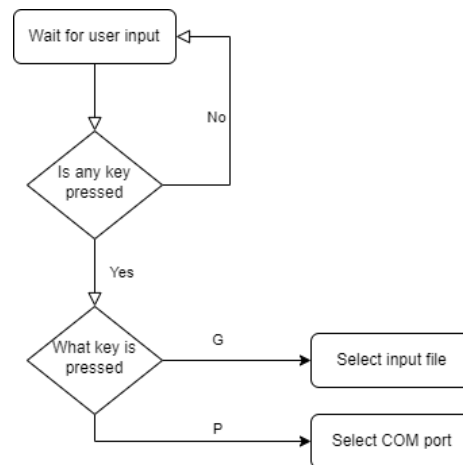 Wait for user input
No
Is any key
pressed
Yes
What key is
pressed
G
Select input file
P
Select COM port